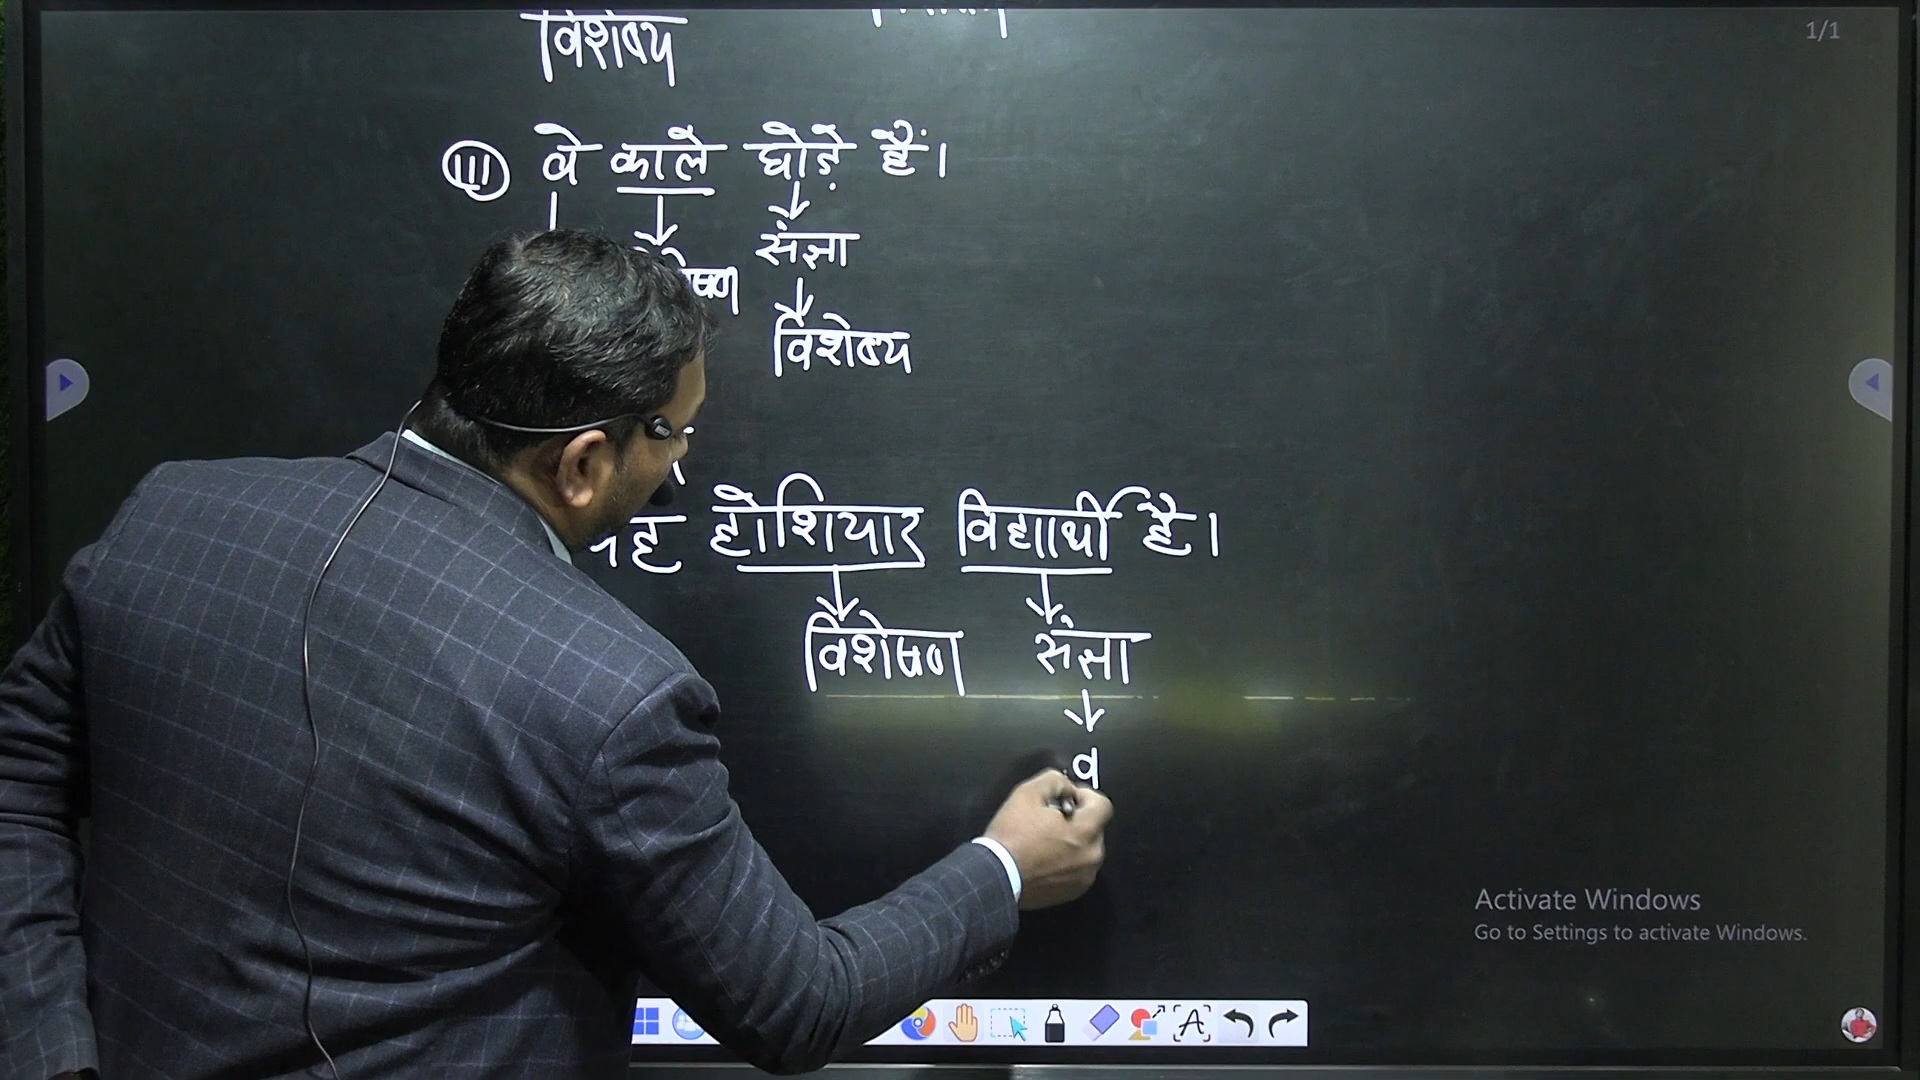 1/1
विशेष्य
III वे काले घोड़े हैं।
संज्ञा
विशेष्य
होशियार विद्यार्थी है।
विशेषण संज्ञा
व
Activate Windows
Go to Settings to activate Windows.